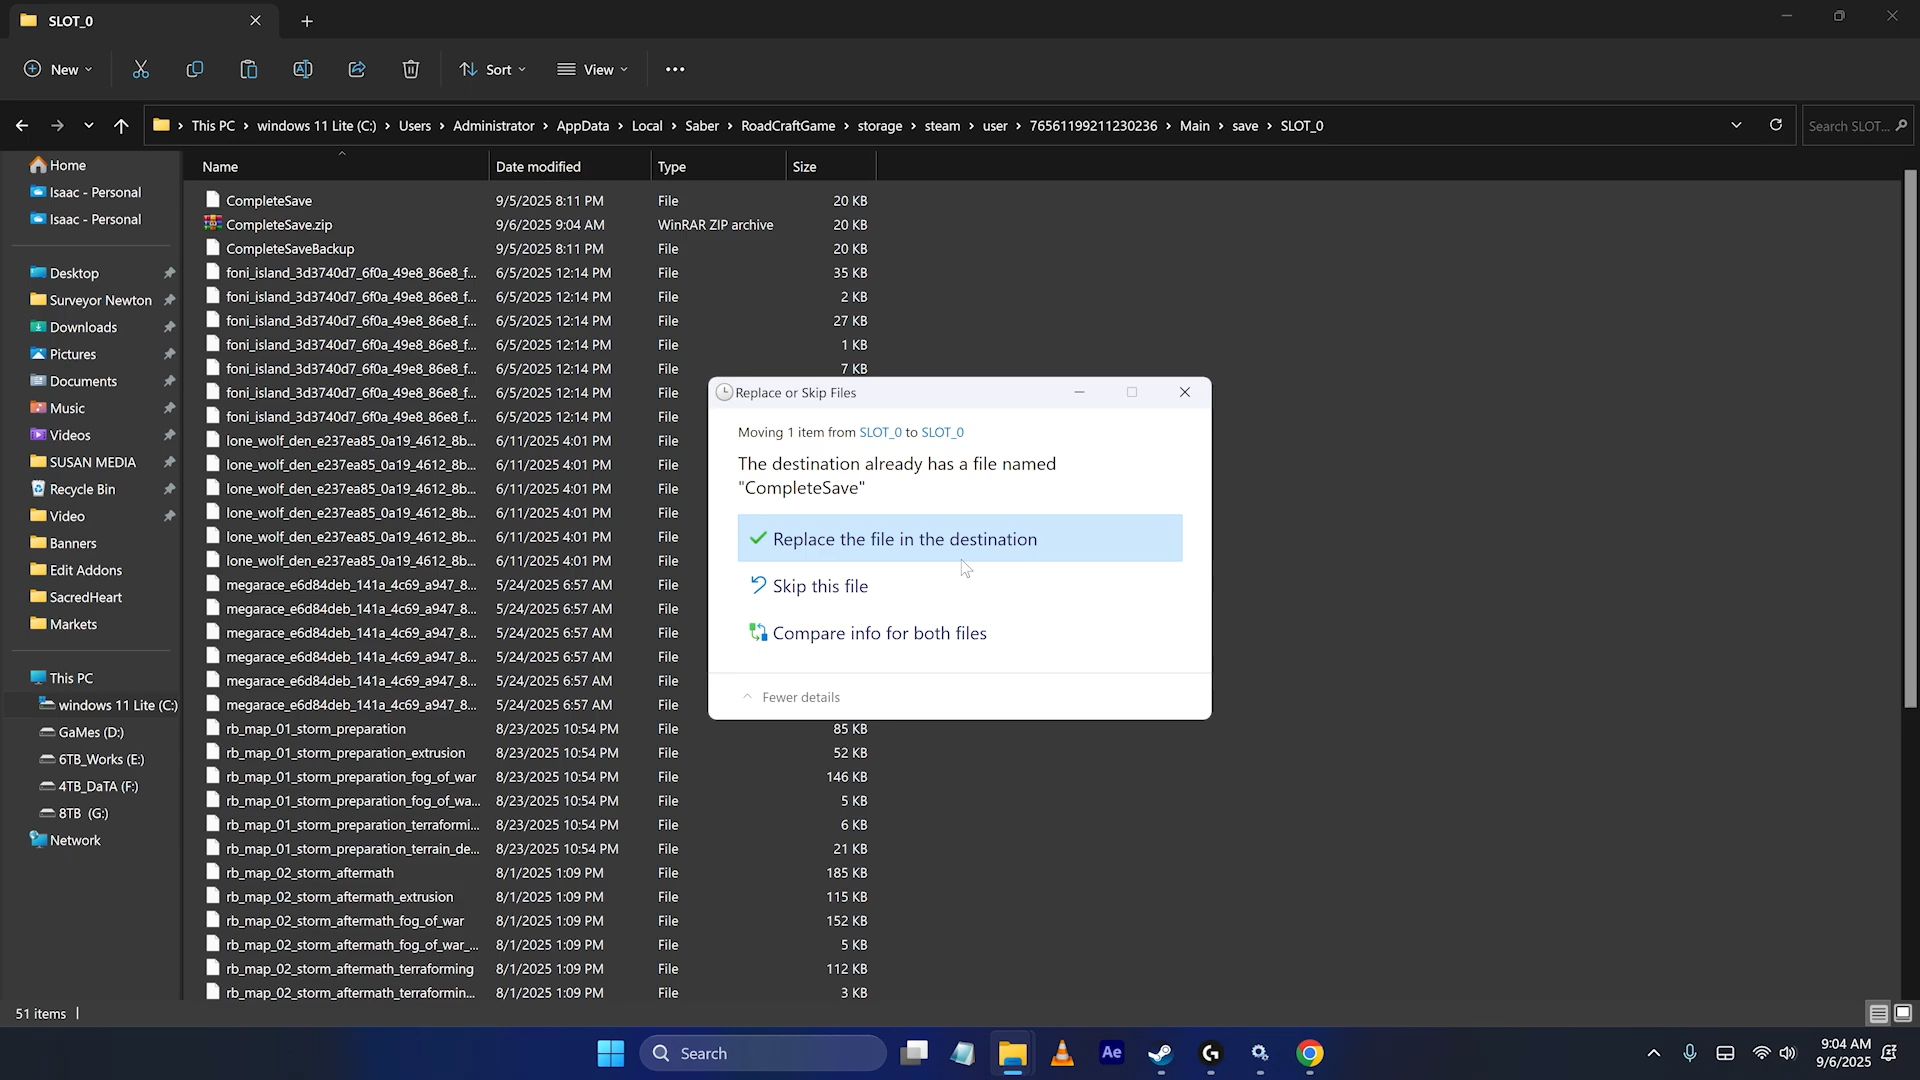 SLOT_0
New
Sort
View
This PC > windows 11 Lite (C:) > Users > Administrator > AppData > Local > Saber > RoadCraftGame > storage > steam > user > 76561199211230236 > Main > save > SLOT_0
Search SLOT...
Name Date modified Type Size
Home
Isaac - Personal
Isaac - Personal
Desktop
Surveyor Newton
Downloads
Pictures
Documents
Music
Videos
SUSAN MEDIA
Recycle Bin
Video
Banners
Edit Addons
SacredHeart
Markets
This PC
windows 11 Lite (C:)
GaMes (D:)
6TB_Works (E:)
4TB_DaTA (F:)
8TB (G:)
Network
CompleteSave 9/5/2025 8:11 PM File 20 KB
CompleteSave.zip 9/6/2025 9:04 AM WinRAR ZIP archive 20 KB
CompleteSaveBackup 9/5/2025 8:11 PM File 20 KB
foni_island_3d3740d7_6f0a_49e8_86e8_f... 6/5/2025 12:14 PM File 35 KB
foni_island_3d3740d7_6f0a_49e8_86e8_f... 6/5/2025 12:14 PM File 2 KB
foni_island_3d3740d7_6f0a_49e8_86e8_f... 6/5/2025 12:14 PM File 27 KB
foni_island_3d3740d7_6f0a_49e8_86e8_f... 6/5/2025 12:14 PM File 1 KB
foni_island_3d3740d7_6f0a_49e8_86e8_f... 6/5/2025 12:14 PM File 7 KB
foni_island_3d3740d7_6f0a_49e8_86e8_f... 6/5/2025 12:14 PM File
foni_island_3d3740d7_6f0a_49e8_86e8_f... 6/5/2025 12:14 PM File
lone_wolf_den_e237ea85_0a19_4612_8b... 6/11/2025 4:01 PM File
lone_wolf_den_e237ea85_0a19_4612_8b... 6/11/2025 4:01 PM File
lone_wolf_den_e237ea85_0a19_4612_8b... 6/11/2025 4:01 PM File
lone_wolf_den_e237ea85_0a19_4612_8b... 6/11/2025 4:01 PM File
lone_wolf_den_e237ea85_0a19_4612_8b... 6/11/2025 4:01 PM File
lone_wolf_den_e237ea85_0a19_4612_8b... 6/11/2025 4:01 PM File
megarace_e6d84deb_141a_4c69_a947_8... 5/24/2025 6:57 AM File
megarace_e6d84deb_141a_4c69_a947_8... 5/24/2025 6:57 AM File
megarace_e6d84deb_141a_4c69_a947_8... 5/24/2025 6:57 AM File
megarace_e6d84deb_141a_4c69_a947_8... 5/24/2025 6:57 AM File
megarace_e6d84deb_141a_4c69_a947_8... 5/24/2025 6:57 AM File
megarace_e6d84deb_141a_4c69_a947_8... 5/24/2025 6:57 AM File
rb_map_01_storm_preparation 8/23/2025 10:54 PM File 85 KB
rb_map_01_storm_preparation_extrusion 8/23/2025 10:54 PM File 52 KB
rb_map_01_storm_preparation_fog_of_war 8/23/2025 10:54 PM File 146 KB
rb_map_01_storm_preparation_fog_of_wa... 8/23/2025 10:54 PM File 5 KB
rb_map_01_storm_preparation_terraformi... 8/23/2025 10:54 PM File 6 KB
rb_map_01_storm_preparation_terrain_de... 8/23/2025 10:54 PM File 21 KB
rb_map_02_storm_aftermath 8/1/2025 1:09 PM File 185 KB
rb_map_02_storm_aftermath_extrusion 8/1/2025 1:09 PM File 115 KB
rb_map_02_storm_aftermath_fog_of_war 8/1/2025 1:09 PM File 152 KB
rb_map_02_storm_aftermath_fog_of_war_... 8/1/2025 1:09 PM File 5 KB
rb_map_02_storm_aftermath_terraforming 8/1/2025 1:09 PM File 112 KB
rb_map_02_storm_aftermath_terraformin... 8/1/2025 1:09 PM File 3 KB
Replace or Skip Files
Moving 1 item from SLOT_0 to SLOT_0
The destination already has a file named
"CompleteSave"
Replace the file in the destination
Skip this file
Compare info for both files
Fewer details
51 items
Search
Ae
9:04 AM
9/6/2025